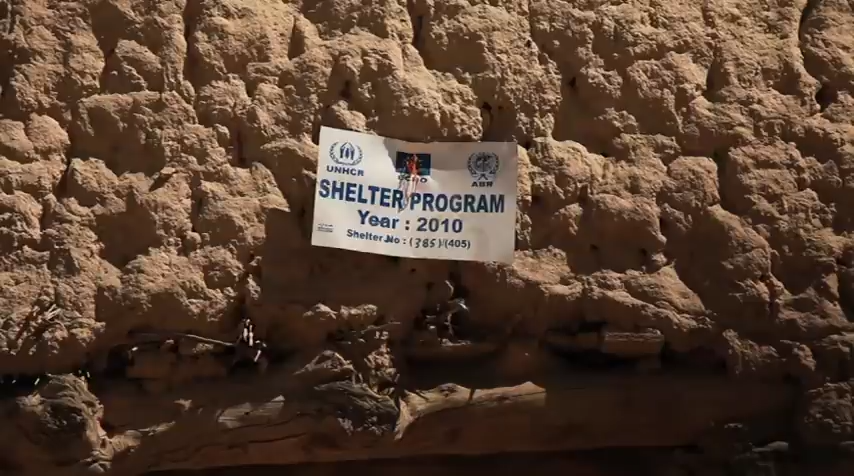 UNHCR
ABR
SHELTER PROGRAM
Year : 2010
Shelter No : (385)/(405)